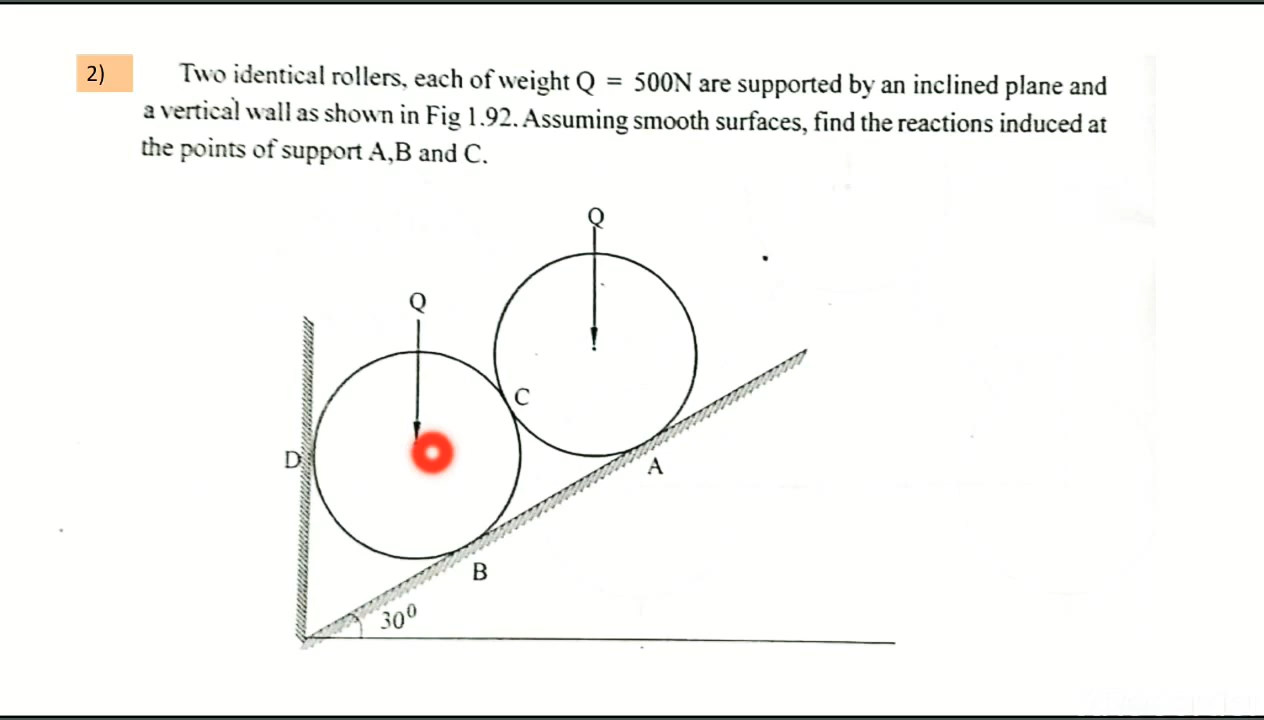 2) Two identical rollers, each of weight Q = 500N are supported by an inclined plane and
a vertical wall as shown in Fig 1.92. Assuming smooth surfaces, find the reactions induced at
the points of support A,B and C.
Q
Q
C
D
A
B
30⁰